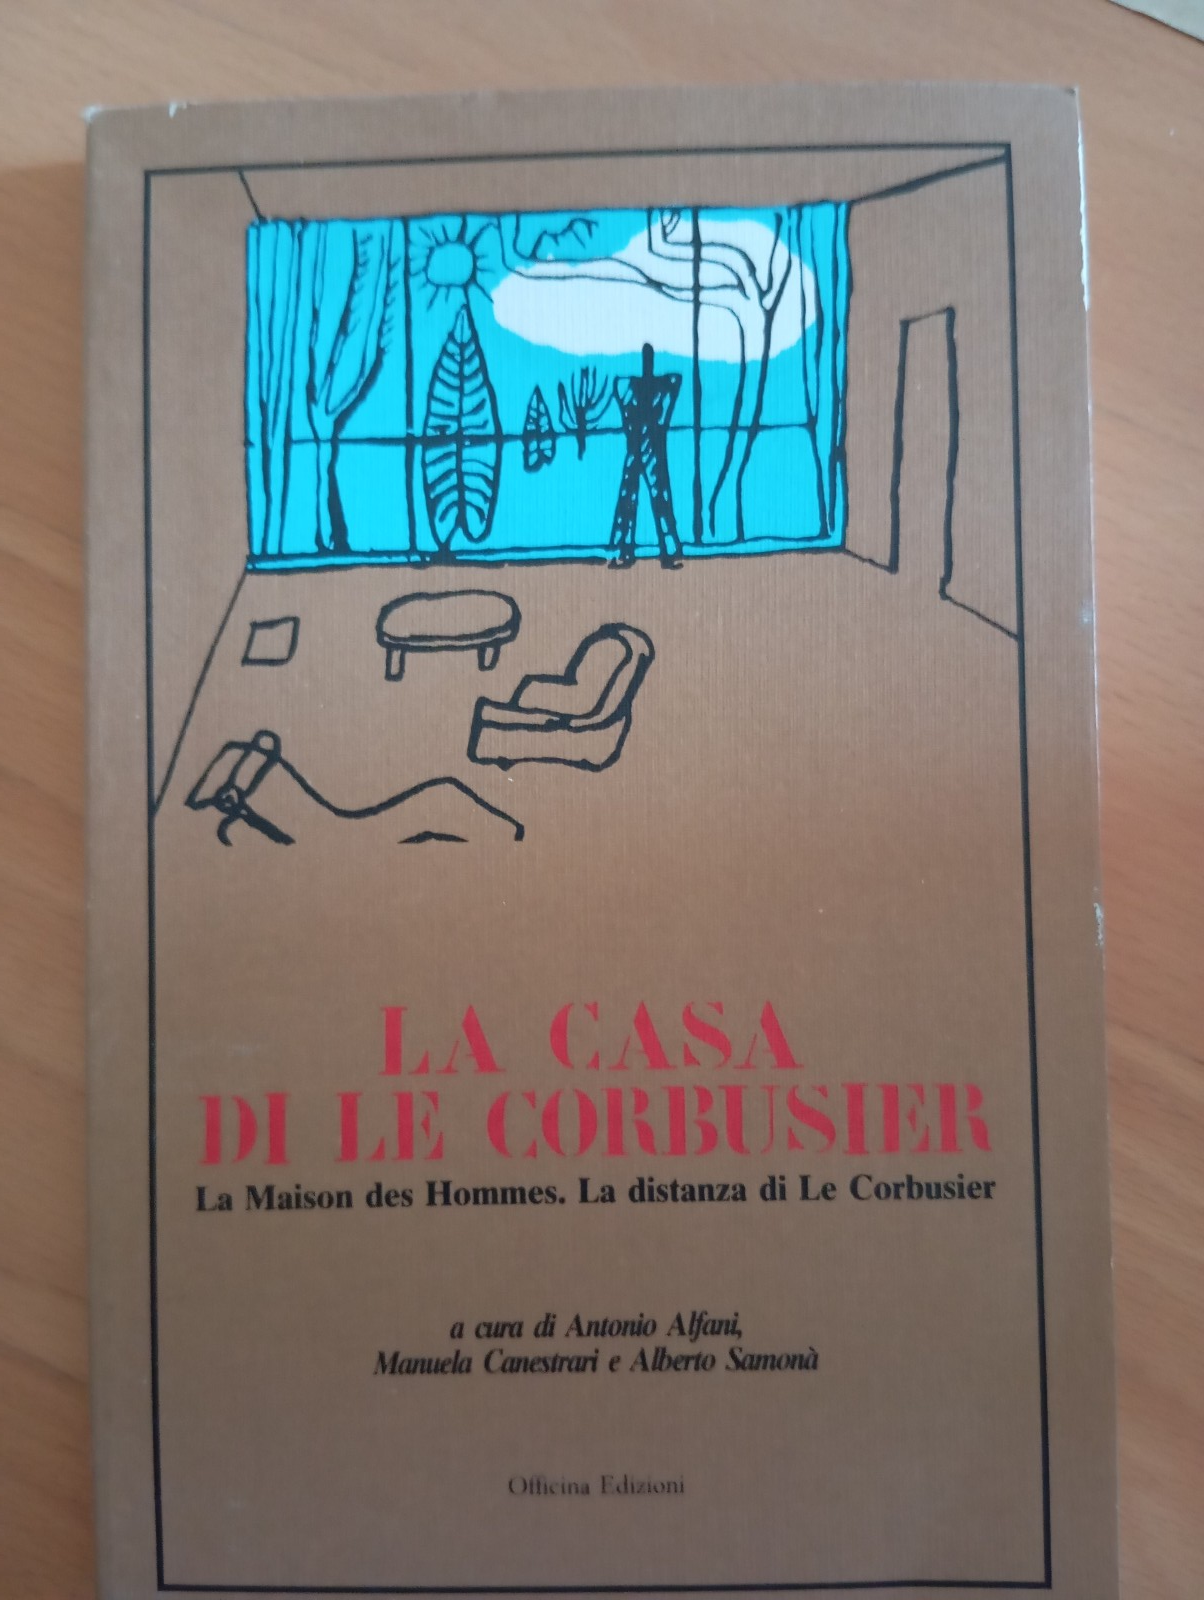 LA CASA
DI LE CORBUSIER
La Maison des Hommes. La distanza di Le Corbusier
a cura di Antonio Alfani,
Manuela Canestrari e Alberto Samonà
Officina Edizioni